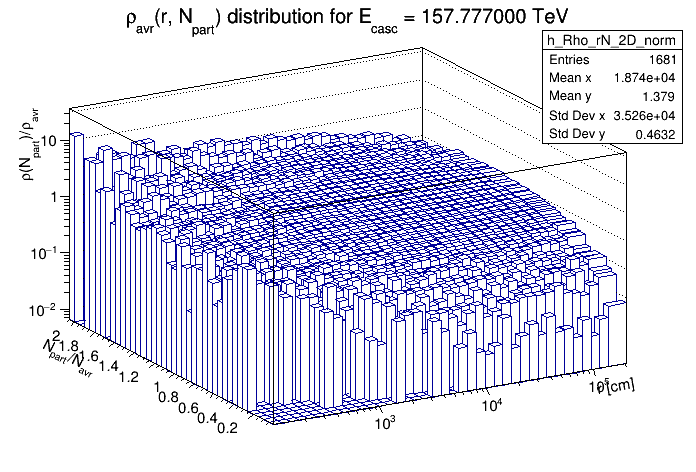 ρavr(r, Npart) distribution for Ecasc = 157.777000 TeV
h_Rho_rN_2D_norm
Entries 1681
Mean x 1.874e+04
Mean y 1.379
Std Dev x 3.526e+04
Std Dev y 0.4632
ρ(Npart)/ρavr
10
1
10−1
10−2
2
1.8
1.6
1.4
1.2
1
0.8
0.6
0.4
0.2
Npart/Navr
103
104
105
[cm]